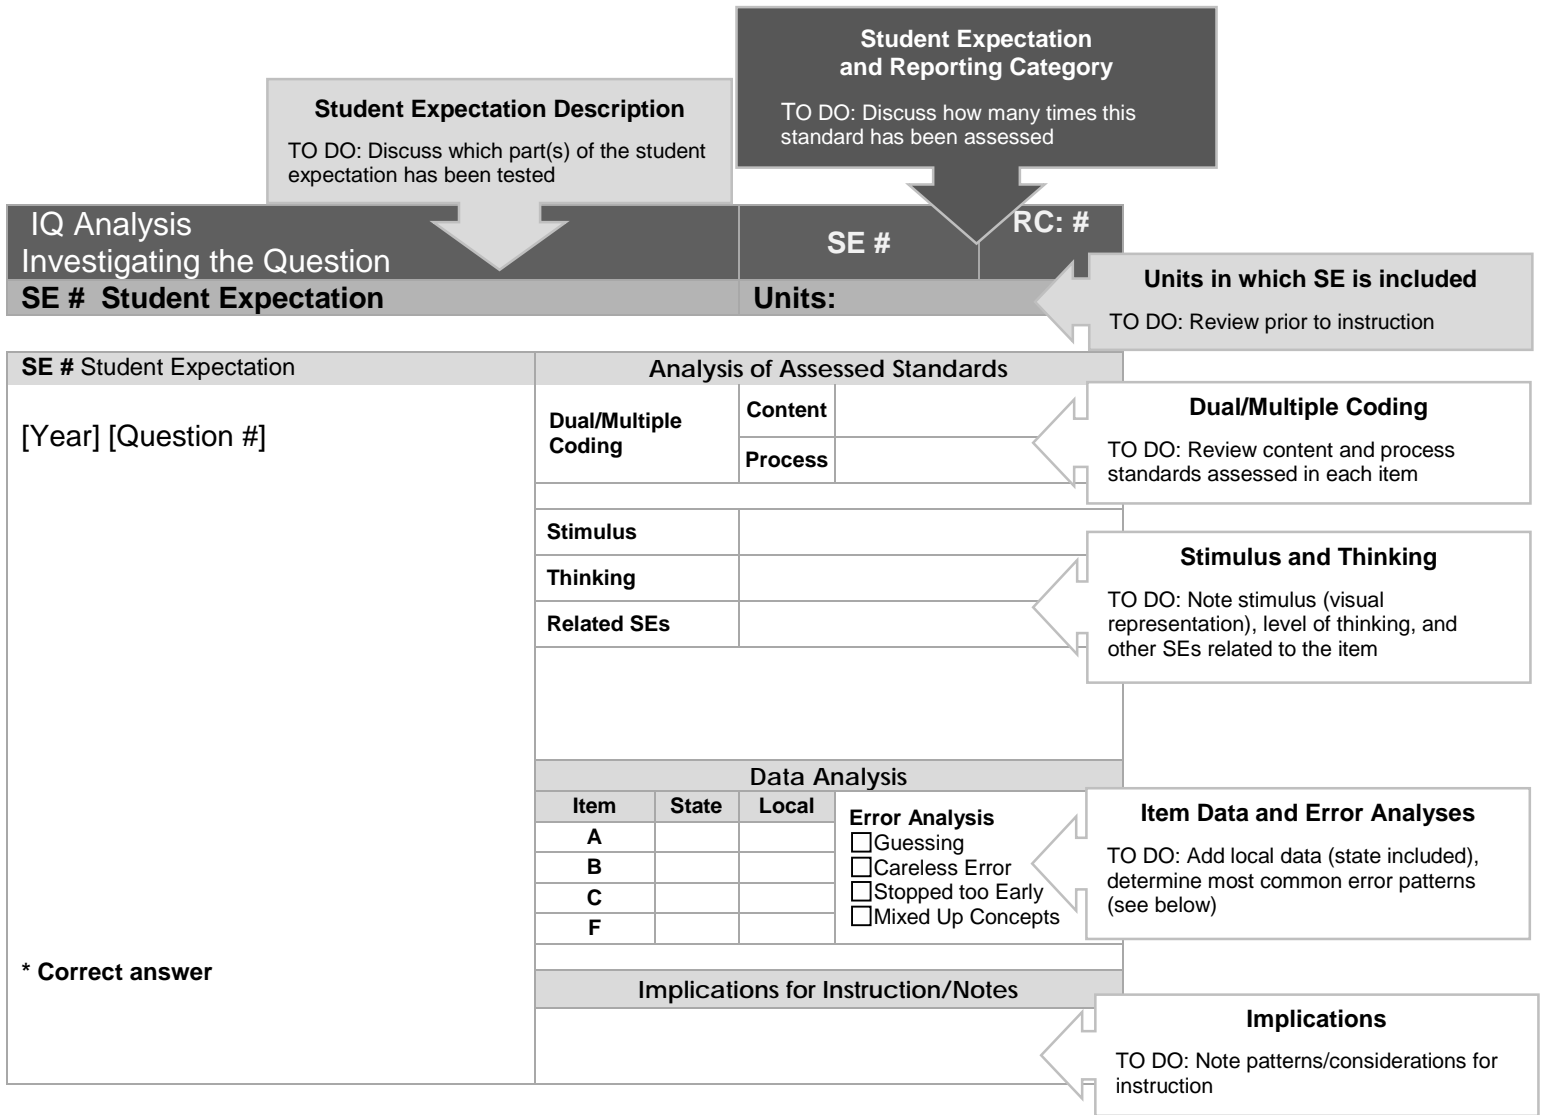 Student Expectation
and Reporting Category
TO DO: Discuss how many times this
standard has been assessed
Student Expectation Description
TO DO: Discuss which part(s) of the student
expectation has been tested
IQ Analysis
Investigating the Question
SE #
RC: #
SE # Student Expectation
Units:
Units in which SE is included
TO DO: Review prior to instruction
SE # Student Expectation
[Year] [Question #]
* Correct answer
Analysis of Assessed Standards
Dual/Multiple
Coding
Content
Process
Dual/Multiple Coding
TO DO: Review content and process
standards assessed in each item
Stimulus
Thinking
Related SEs
Stimulus and Thinking
TO DO: Note stimulus (visual
representation), level of thinking, and
other SEs related to the item
Data Analysis
Item State Local
A
B
C
F
Error Analysis
Guessing
Careless Error
Stopped too Early
Mixed Up Concepts
Item Data and Error Analyses
TO DO: Add local data (state included),
determine most common error patterns
(see below)
Implications for Instruction/Notes
Implications
TO DO: Note patterns/considerations for
instruction